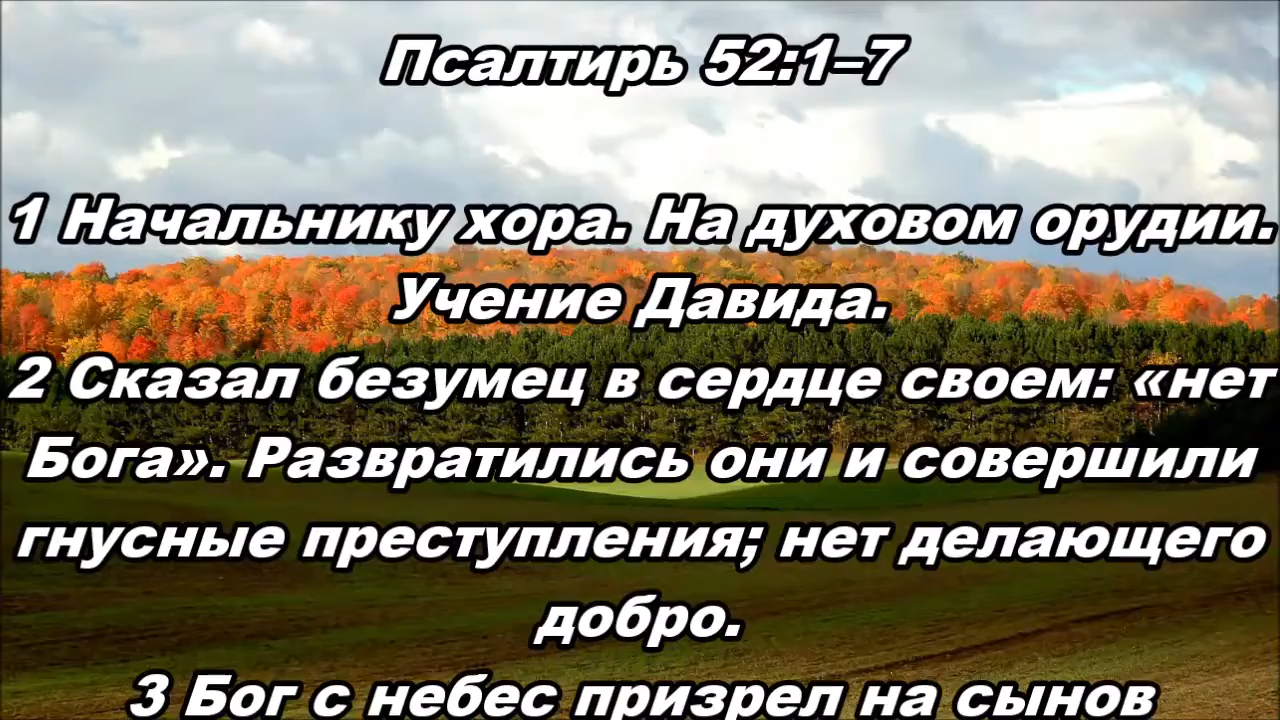 Псалтирь 52:1–7
1 Начальнику хора. На духовом орудии.
Учение Давида.
2 Сказал безумец в сердце своем: «нет
Бога». Развратились они и совершили
гнусные преступления; нет делающего
добро.
3 Бог с небес призрел на сынов